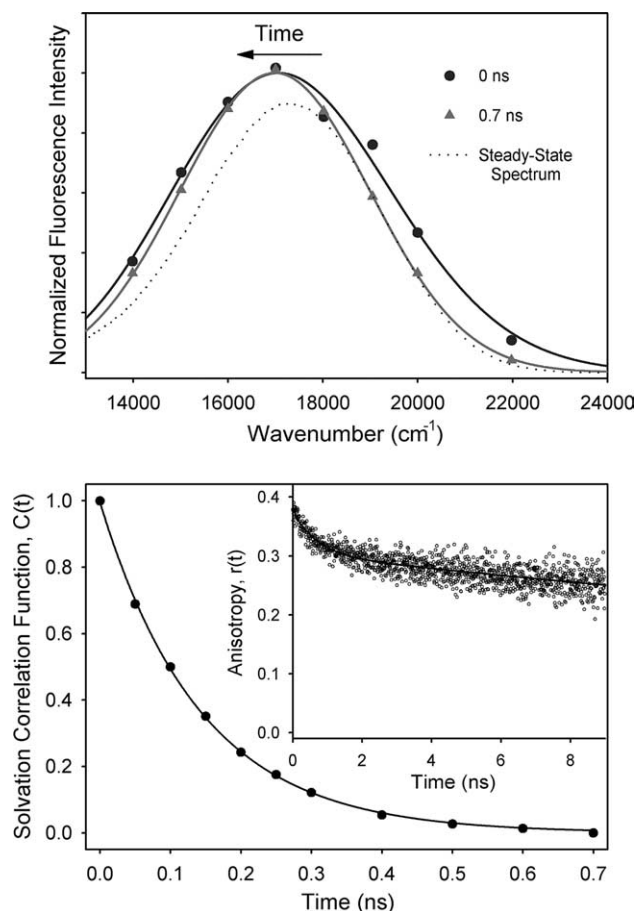 Time
0 ns
0.7 ns
Steady-State
Spectrum
Normalized Fluorescence Intensity
14000 16000 18000 20000 22000 24000
Wavenumber (cm⁻¹)
Solvation Correlation Function, C(t)
1.0
0.8
0.6
0.4
0.2
0.0
0.0 0.1 0.2 0.3 0.4 0.5 0.6 0.7
Time (ns)
Anisotropy, r(t)
0.4
0.3
0.2
0.1
0.0
0 2 4 6 8
Time (ns)